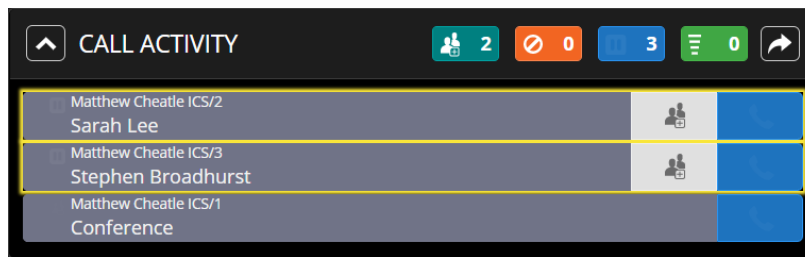 CALL ACTIVITY 2 0 3 0
Matthew Cheatle ICS/2
Sarah Lee
Matthew Cheatle ICS/3
Stephen Broadhurst
Matthew Cheatle ICS/1
Conference